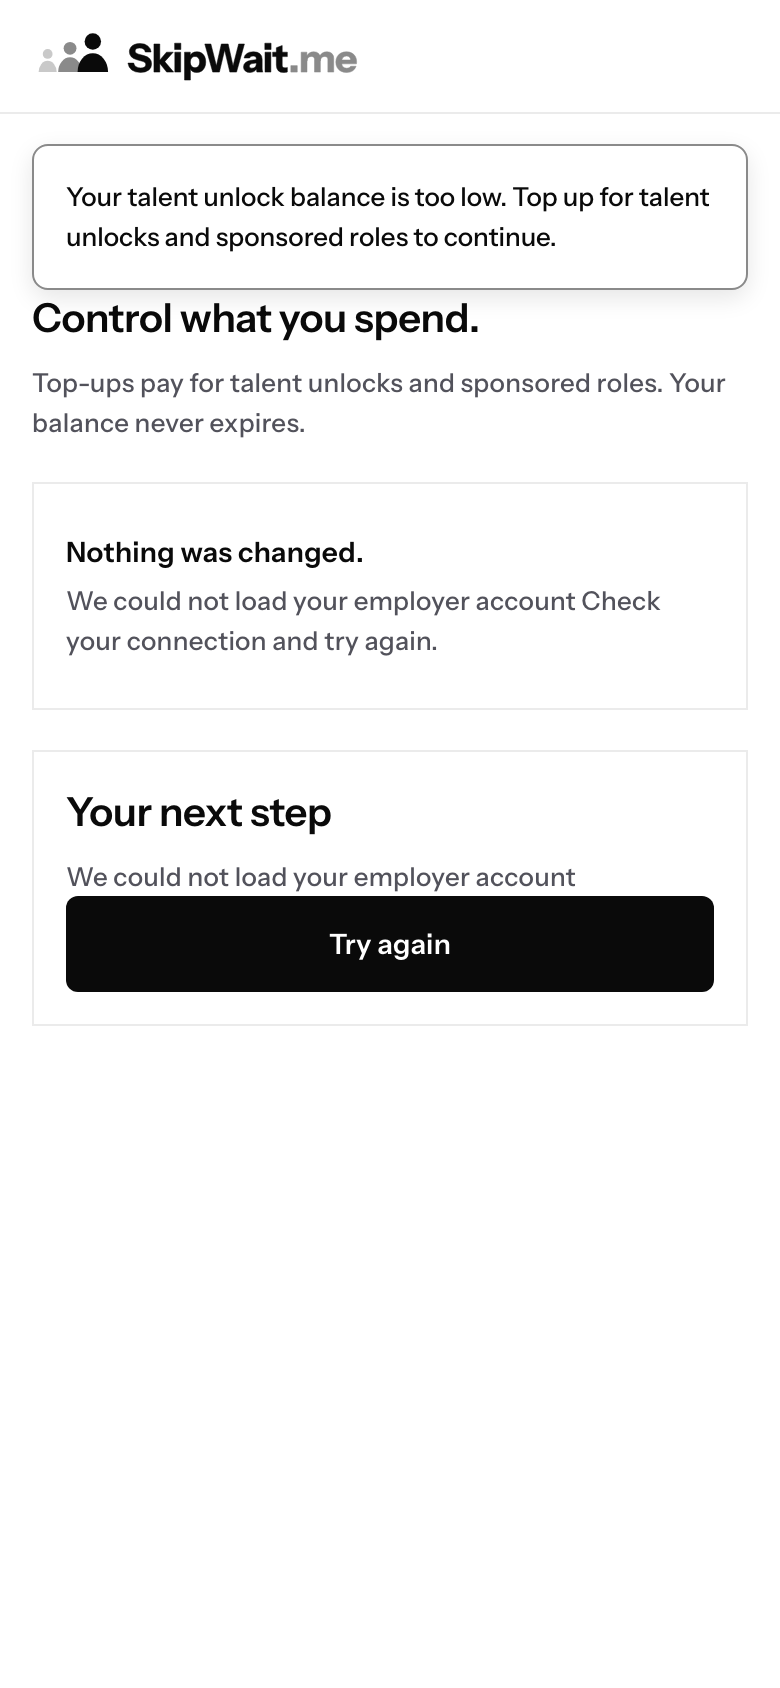 SkipWait.me
Your talent unlock balance is too low. Top up for talent
unlocks and sponsored roles to continue.
Control what you spend.
Top-ups pay for talent unlocks and sponsored roles. Your
balance never expires.
Nothing was changed.
We could not load your employer account Check
your connection and try again.
Your next step
We could not load your employer account
Try again